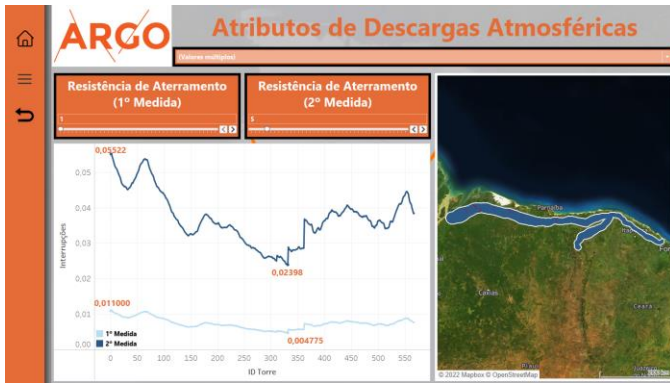 ARGO
Atributos de Descargas Atmosféricas
(Valores múltiplos)
Resistência de Aterramento
(1º Medida)
1
Resistência de Aterramento
(2º Medida)
5
0,05522
0,05
0,04
0,03
0,02
0,01
0,00
Interrupções
0,02398
0,011000
0,004775
1º Medida
2º Medida
0 50 100 150 200 250 300 350 400 450 500 550
ID Torre
Parnaíba
Caxias
Ceará
© 2022 Mapbox © OpenStreetMap